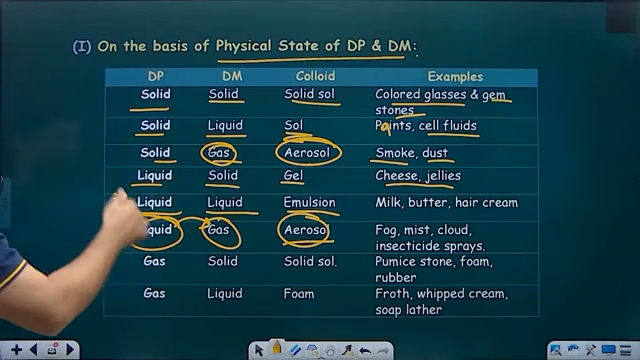 (I) On the basis of Physical State of DP & DM:
DP DM Colloid Examples
Solid Solid Solid sol Colored glasses & gem
stones
Solid Liquid Sol Paints, cell fluids
Solid Gas Aerosol Smoke, dust
Liquid Solid Gel Cheese, jellies
Liquid Liquid Emulsion Milk, butter, hair cream
Liquid Gas Aerosol Fog, mist, cloud,
insecticide sprays.
Gas Solid Solid sol. Pumice stone, foam,
rubber
Gas Liquid Foam Froth, whipped cream,
soap lather